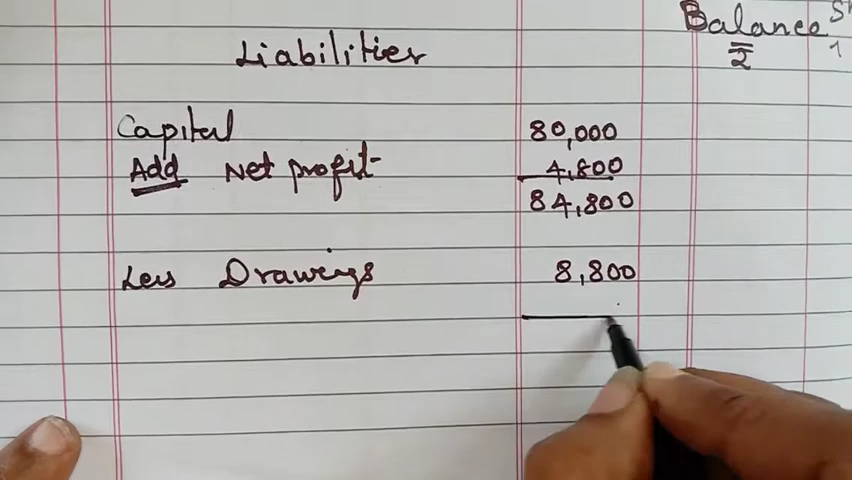 Balance
Liabilities
Capital 80,000
Add Net profit 4,800
84,800
Less Drawings 8,800